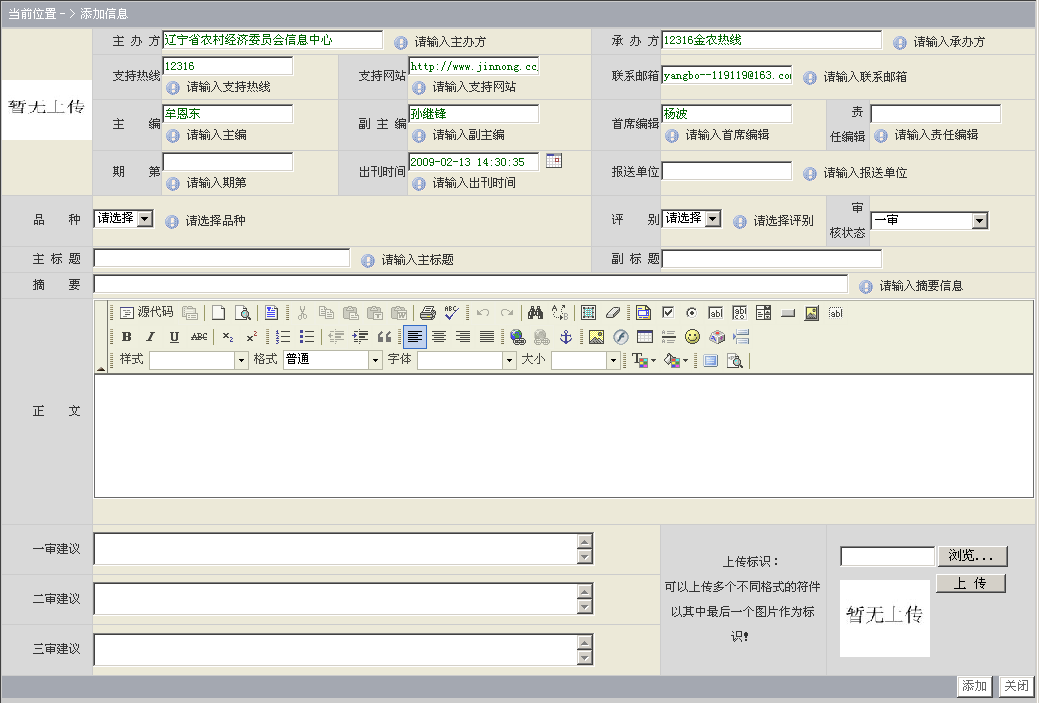 当前位置－＞添加信息
主办方 辽宁省农村经济委员会信息中心 请输入主办方 承办方 12316金农热线 请输入承办方
支持热线 12316 请输入支持热线 支持网站 http://www.jinnong.cc 请输入支持网站 联系邮箱 yangbo--119119@163.co 请输入联系邮箱
暂无上传
主 编 牟恩东 请输入主编 副主编 孙继锋 请输入副主编 首席编辑 杨波 请输入首席编辑 责任编辑 请输入责任编辑
期 第 请输入期第 出刊时间 2009-02-13 14:30:35 请输入出刊时间 报送单位 请输入报送单位
品 种 请选择 请选择品种 评 别 请选择 请选择评别 审核状态 一审
主标题 请输入主标题 副标题
摘 要 请输入摘要信息
源代码
B I U ABC x₂ x²
样式 格式 普通 字体 大小
正 文
一审建议
二审建议
三审建议
上传标识：
可以上传多个不同格式的符件
以其中最后一个图片作为标
识!
浏览...
上 传
暂无上传
添加 关闭